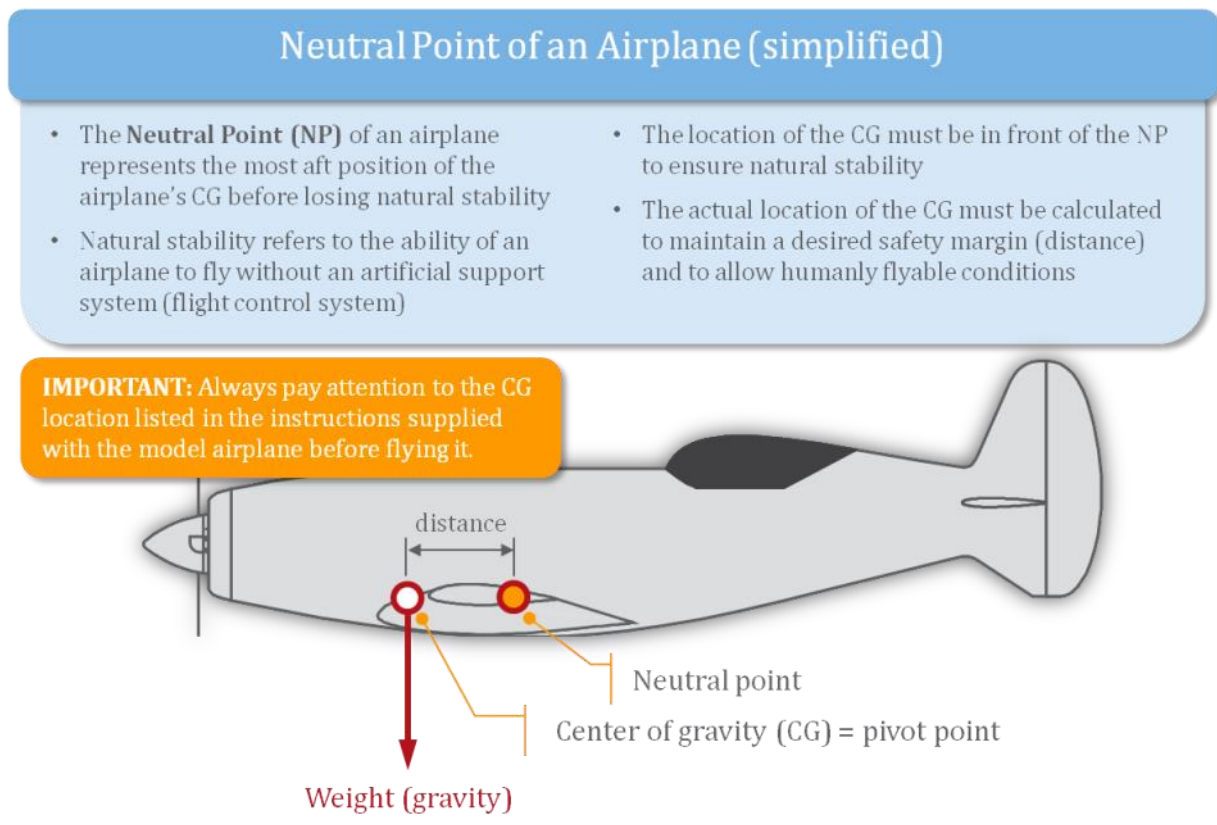 Neutral Point of an Airplane (simplified)
• The Neutral Point (NP) of an airplane
represents the most aft position of the
airplane's CG before losing natural stability
• Natural stability refers to the ability of an
airplane to fly without an artificial support
system (flight control system)
• The location of the CG must be in front of the NP
to ensure natural stability
• The actual location of the CG must be calculated
to maintain a desired safety margin (distance)
and to allow humanly flyable conditions
IMPORTANT: Always pay attention to the CG
location listed in the instructions supplied
with the model airplane before flying it.
distance
Neutral point
Center of gravity (CG) = pivot point
Weight (gravity)